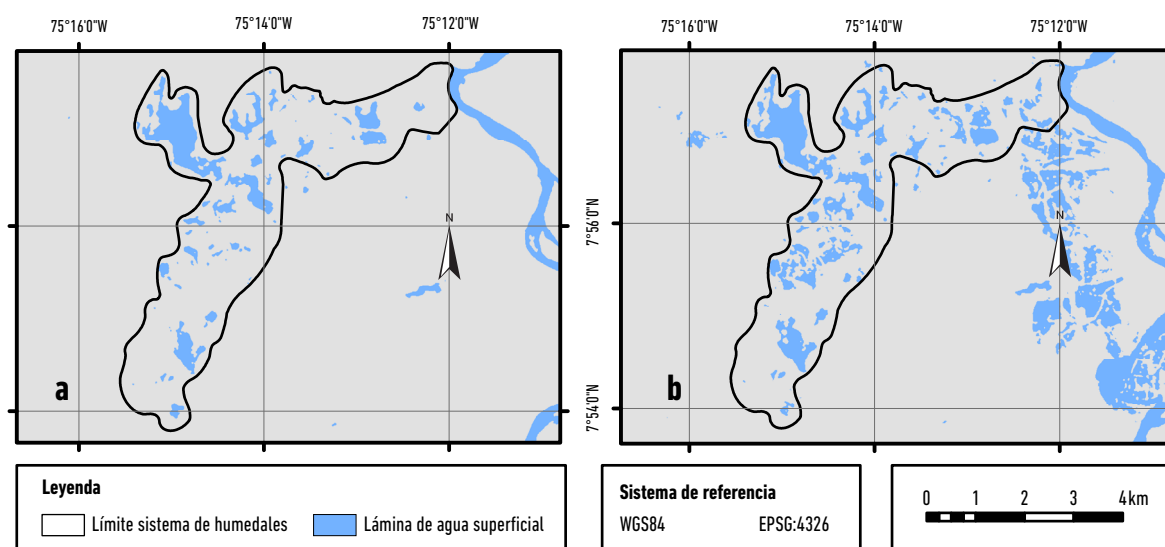 75°16'0"W 75°14'0"W 75°12'0"W
75°16'0"W 75°14'0"W 75°12'0"W
N
a
7°56'0"N
7°54'0"N
N
b
Leyenda
Límite sistema de humedales
Lámina de agua superficial
Sistema de referencia
WGS84 EPSG:4326
0 1 2 3 4 km